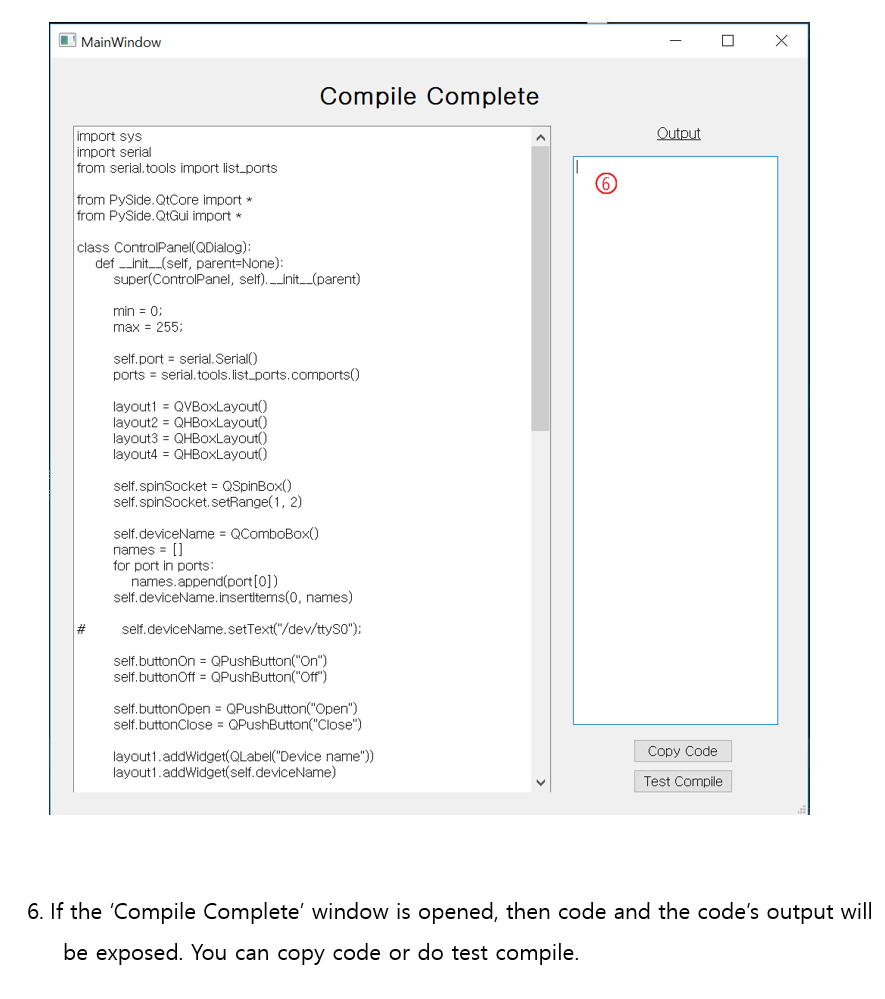 MainWindow
Compile Complete
import sys
import serial
from serial.tools import list_ports
from PySide.QtCore import *
from PySide.QtGui import *
class ControlPanel(QDialog):
def __init__(self, parent=None):
super(ControlPanel, self).__init__(parent)
min = 0;
max = 255;
self.port = serial.Serial()
ports = serial.tools.list_ports.comports()
layout1 = QVBoxLayout()
layout2 = QHBoxLayout()
layout3 = QHBoxLayout()
layout4 = QHBoxLayout()
self.spinSocket = QSpinBox()
self.spinSocket.setRange(1, 2)
self.deviceName = QComboBox()
names = []
for port in ports:
names.append(port[0])
self.deviceName.insertItems(0, names)
# self.deviceName.setText("/dev/ttyS0");
self.buttonOn = QPushButton("On")
self.buttonOff = QPushButton("Off")
self.buttonOpen = QPushButton("Open")
self.buttonClose = QPushButton("Close")
layout1.addWidget(QLabel("Device name"))
layout1.addWidget(self.deviceName)
Output
⑥
Copy Code
Test Compile
6. If the ‘Compile Complete’ window is opened, then code and the code’s output will
be exposed. You can copy code or do test compile.